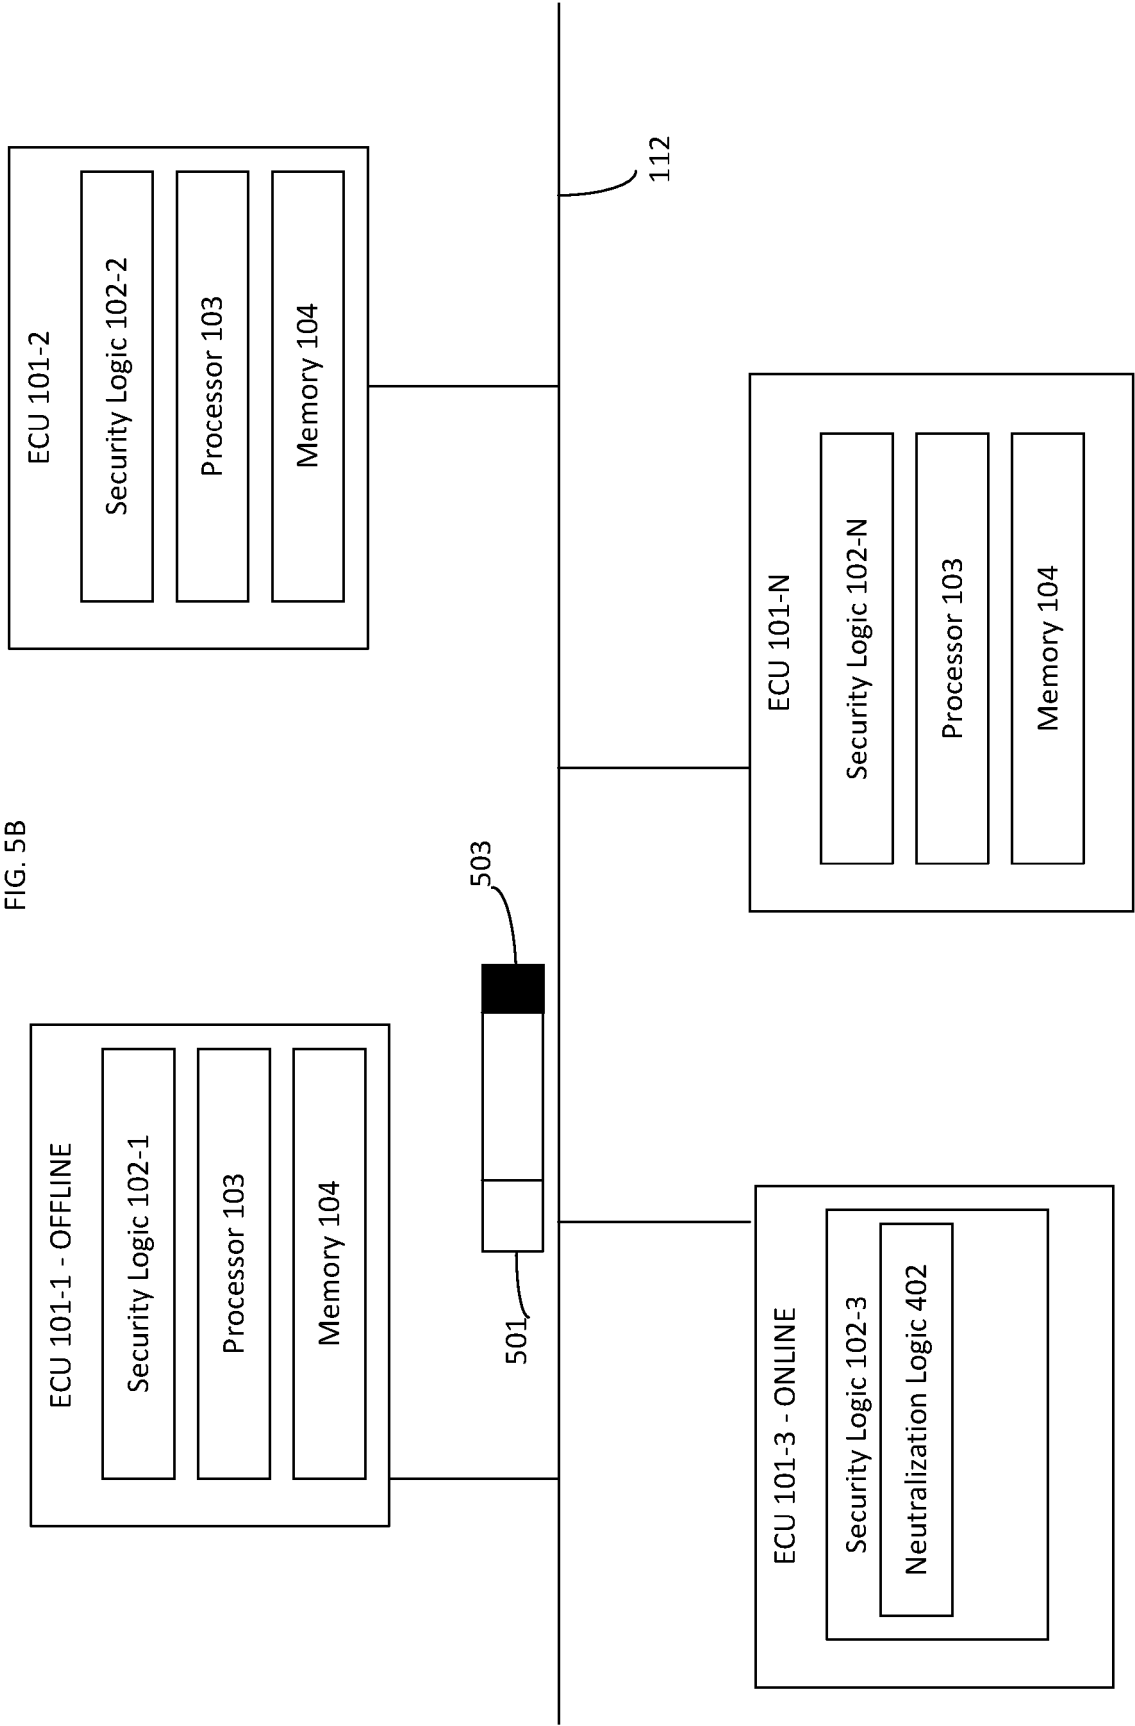 FIG. 5B
ECU 101-1 - OFFLINE
Security Logic 102-1
Processor 103
Memory 104
ECU 101-2
Security Logic 102-2
Processor 103
Memory 104
501
503
112
ECU 101-3 - ONLINE
Security Logic 102-3
Neutralization Logic 402
ECU 101-N
Security Logic 102-N
Processor 103
Memory 104